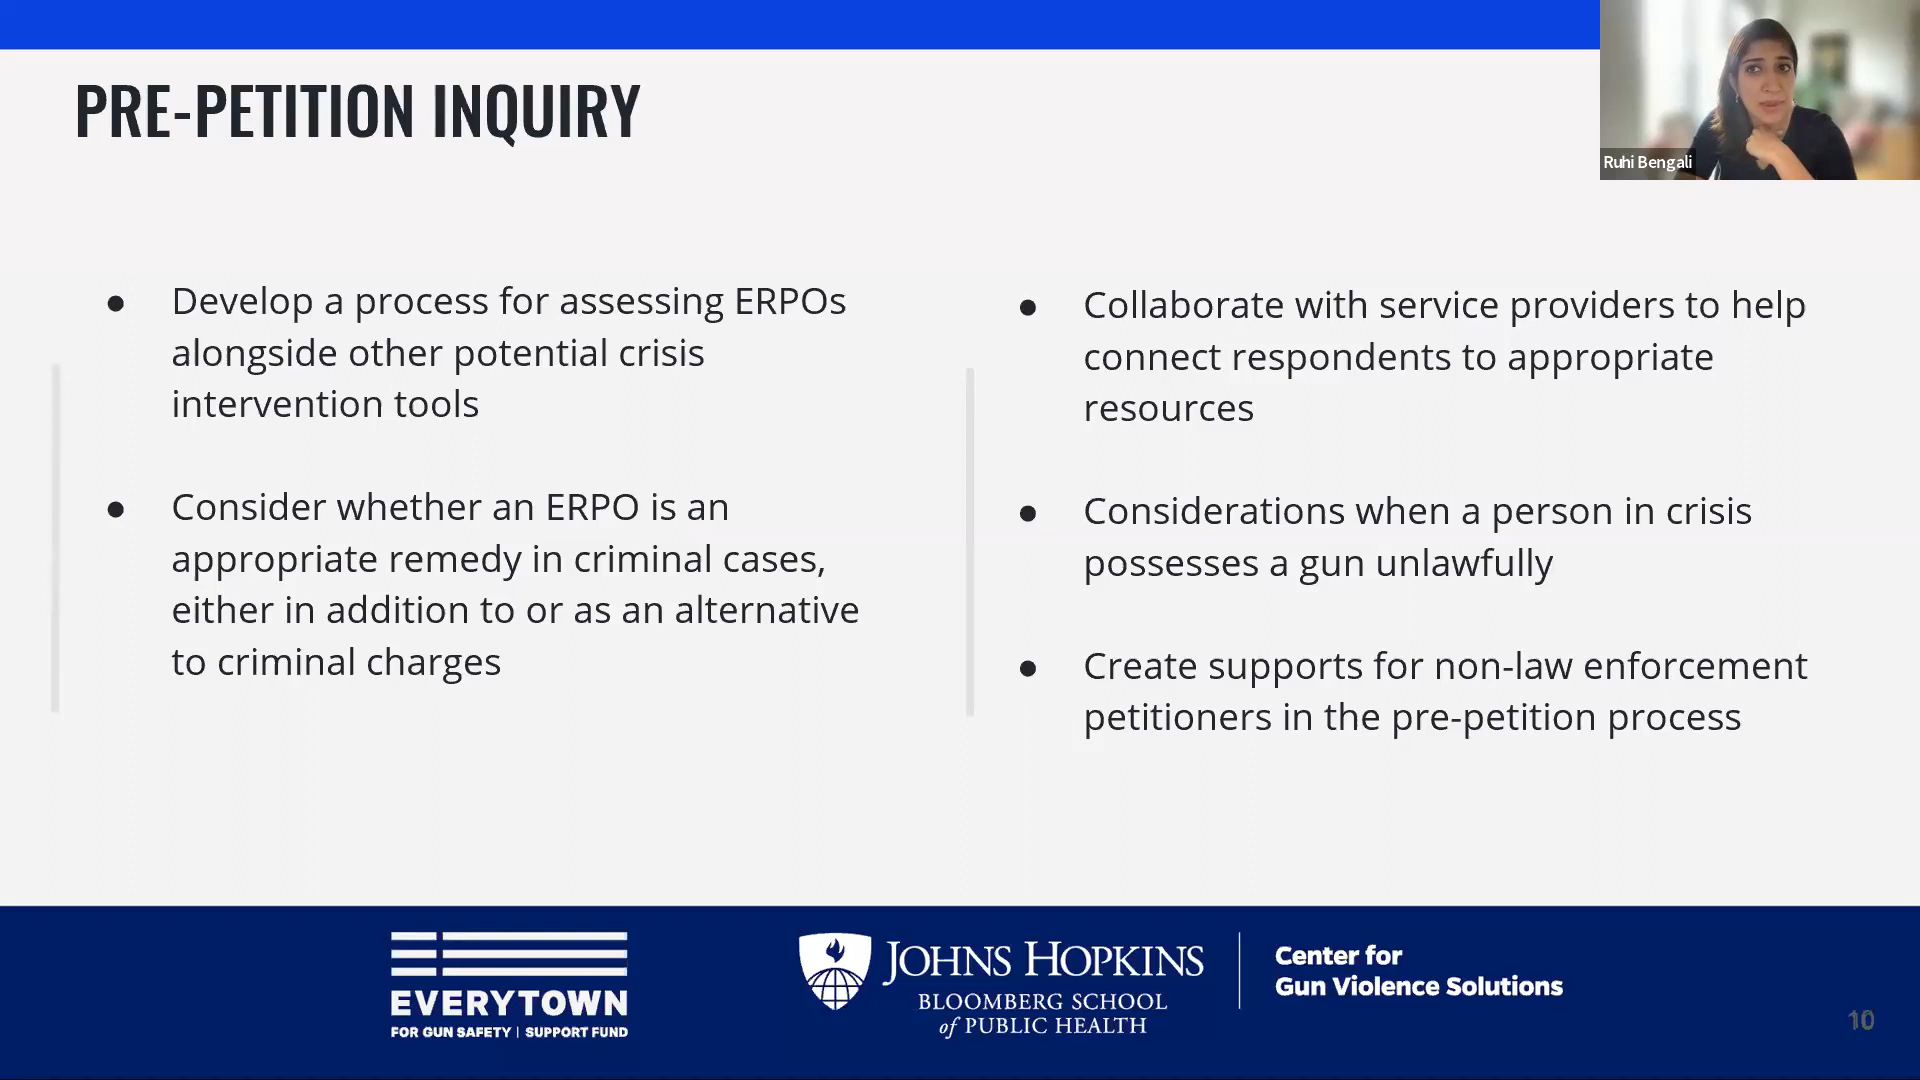 PRE-PETITION INQUIRY
Ruhi Bengali
● Develop a process for assessing ERPOs
alongside other potential crisis
intervention tools
● Consider whether an ERPO is an
appropriate remedy in criminal cases,
either in addition to or as an alternative
to criminal charges
● Collaborate with service providers to help
connect respondents to appropriate
resources
● Considerations when a person in crisis
possesses a gun unlawfully
● Create supports for non-law enforcement
petitioners in the pre-petition process
EVERYTOWN
FOR GUN SAFETY | SUPPORT FUND
JOHNS HOPKINS
BLOOMBERG SCHOOL
of PUBLIC HEALTH
Center for
Gun Violence Solutions
10